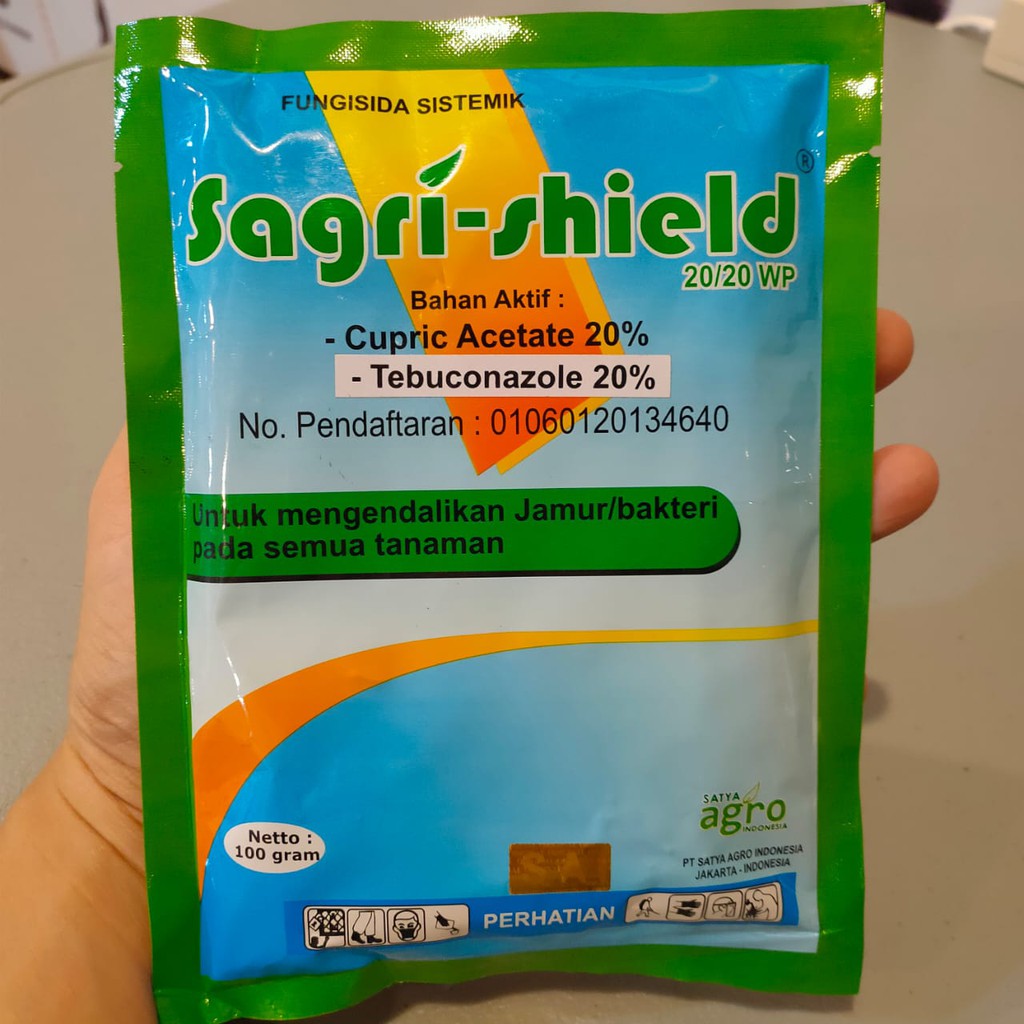 FUNGISIDA SISTEMIK
Sagri-shield®
20/20 WP
Bahan Aktif :
- Cupric Acetate 20%
- Tebuconazole 20%
No. Pendaftaran : 01060120134640
Untuk mengendalikan Jamur/bakteri
pada semua tanaman
SATYA
agro
INDONESIA
Netto :
100 gram
PT SATYA AGRO INDONESIA
JAKARTA - INDONESIA
PERHATIAN